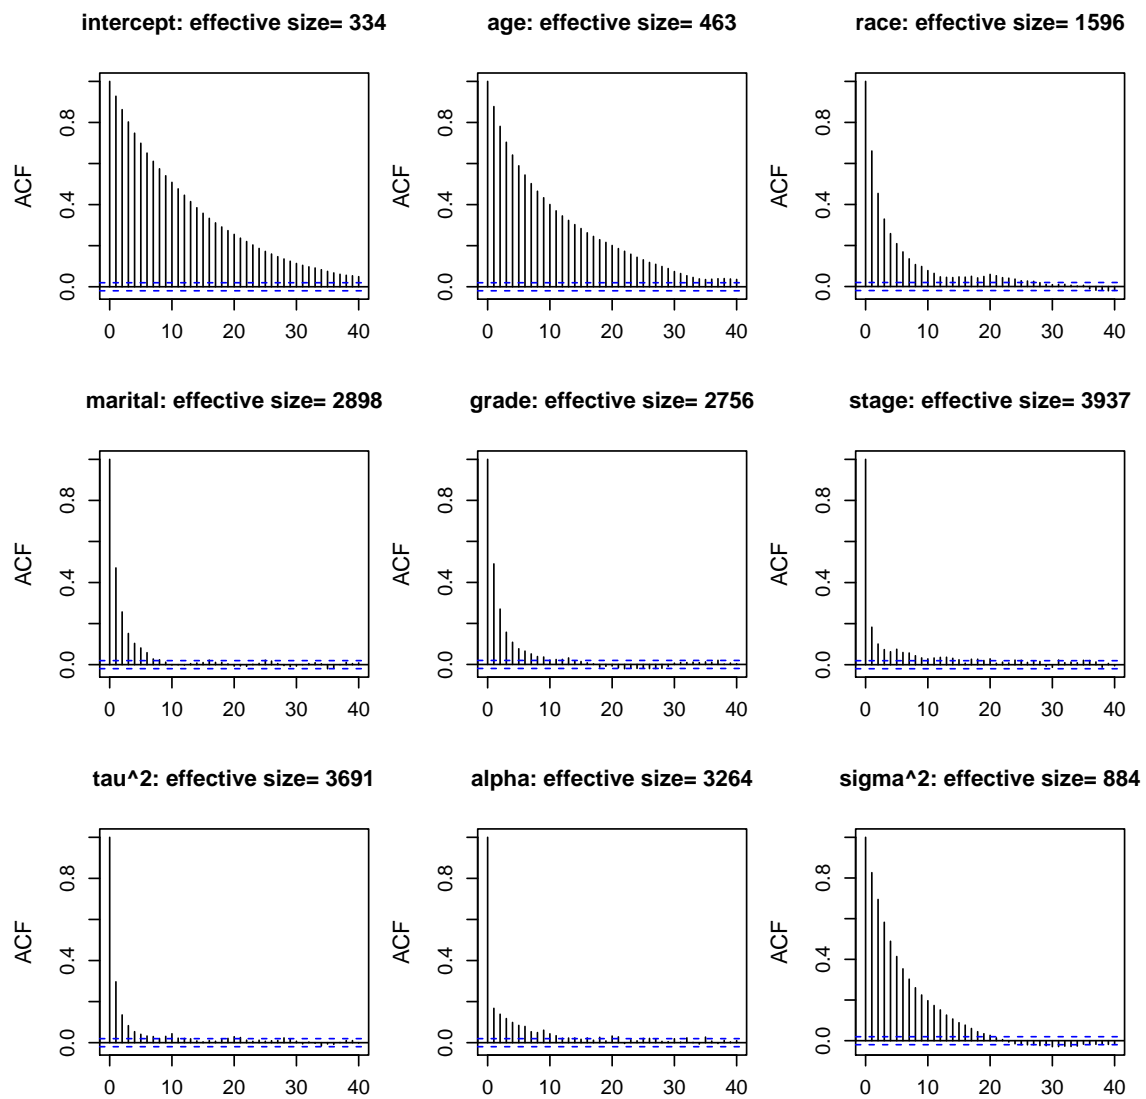 intercept: effective size= 334
age: effective size= 463
race: effective size= 1596
ACF
0.0 0.4 0.8
0 10 20 30 40
ACF
0.0 0.4 0.8
0 10 20 30 40
ACF
0.0 0.4 0.8
0 10 20 30 40
marital: effective size= 2898
grade: effective size= 2756
stage: effective size= 3937
ACF
0.0 0.4 0.8
0 10 20 30 40
ACF
0.0 0.4 0.8
0 10 20 30 40
ACF
0.0 0.4 0.8
0 10 20 30 40
tau^2: effective size= 3691
alpha: effective size= 3264
sigma^2: effective size= 884
ACF
0.0 0.4 0.8
0 10 20 30 40
ACF
0.0 0.4 0.8
0 10 20 30 40
ACF
0.0 0.4 0.8
0 10 20 30 40